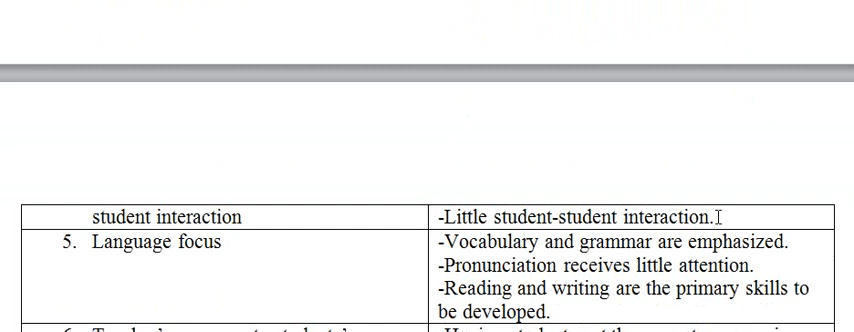 student interaction
-Little student-student interaction.
5. Language focus
-Vocabulary and grammar are emphasized.
-Pronunciation receives little attention.
-Reading and writing are the primary skills to
be developed.